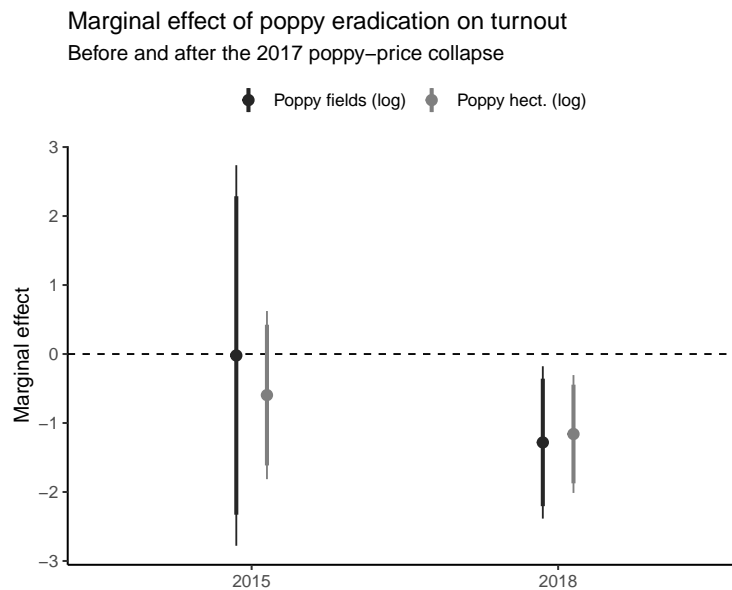 Marginal effect of poppy eradication on turnout
Before and after the 2017 poppy−price collapse
Poppy fields (log) Poppy hect. (log)
3
2
1
0
−1
−2
−3
Marginal effect
2015 2018